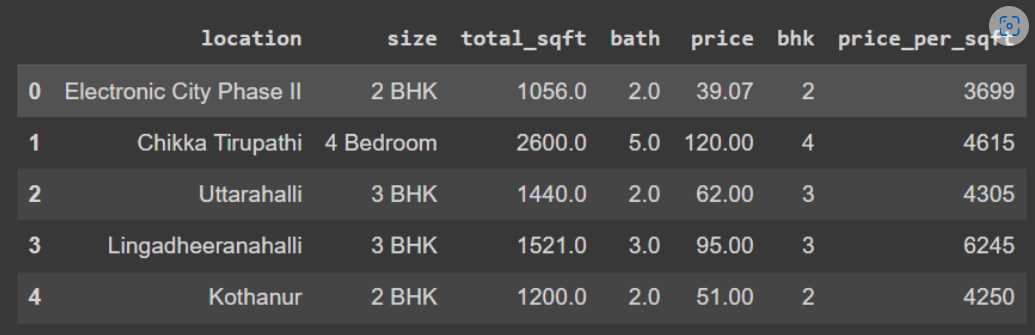 location size total_sqft bath price bhk price_per_sqft
0 Electronic City Phase II 2 BHK 1056.0 2.0 39.07 2 3699
1 Chikka Tirupathi 4 Bedroom 2600.0 5.0 120.00 4 4615
2 Uttarahalli 3 BHK 1440.0 2.0 62.00 3 4305
3 Lingadheeranahalli 3 BHK 1521.0 3.0 95.00 3 6245
4 Kothanur 2 BHK 1200.0 2.0 51.00 2 4250